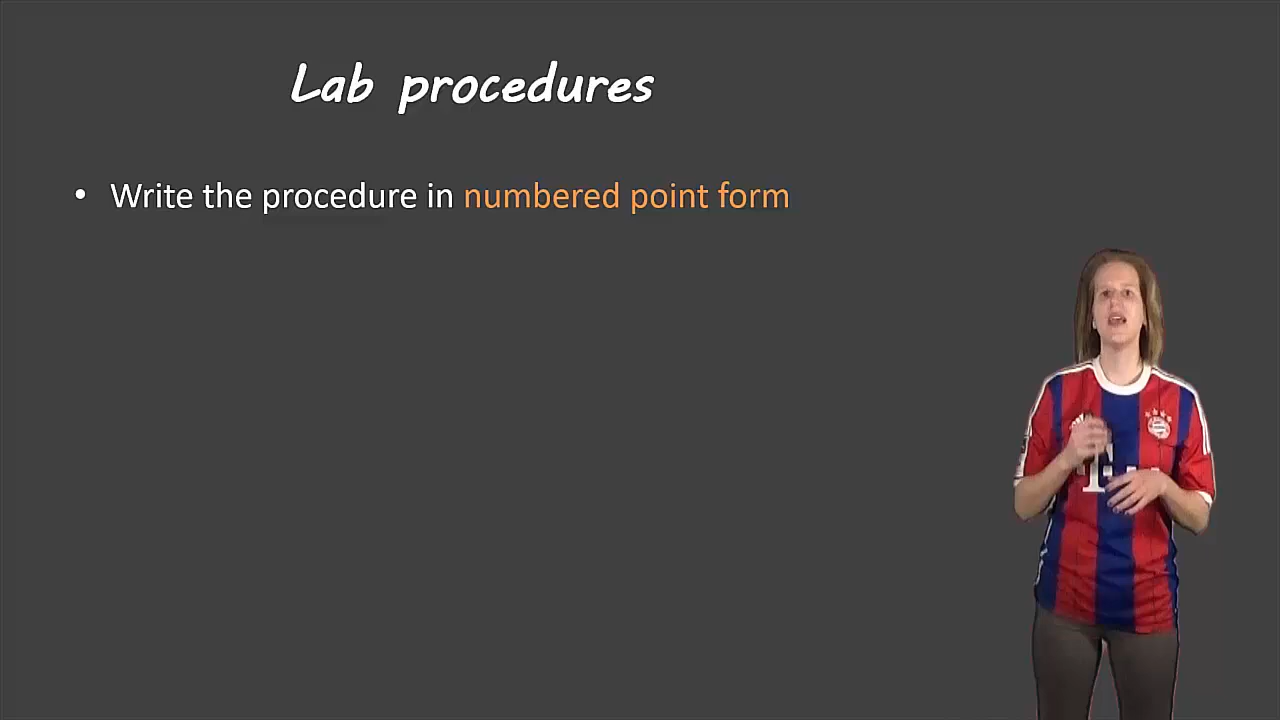 Lab procedures
• Write the procedure in numbered point form